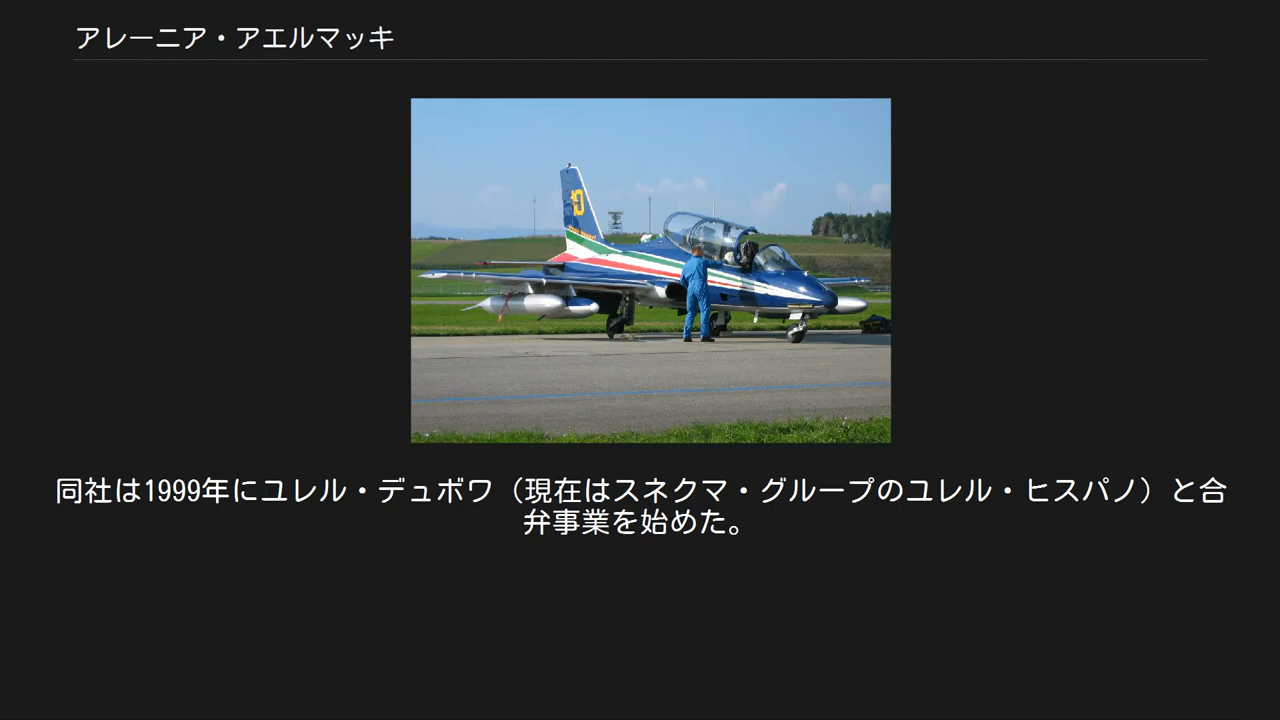 アレーニア・アエルマッキ
10
同社は1999年にユレル・デュボワ（現在はスネクマ・グループのユレル・ヒスパノ）と合
弁事業を始めた。